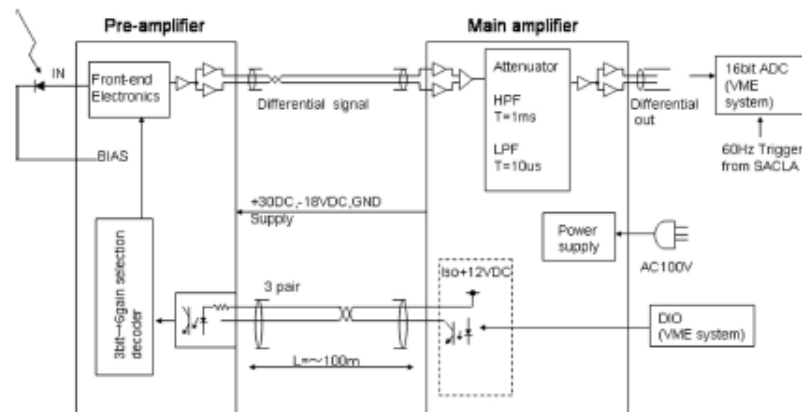 Pre-amplifier
Main amplifier
IN
Front-end
Electronics
BIAS
Differential signal
Attenuator
HPF
T=1ms
LPF
T=10us
Differential
out
16bit ADC
(VME
system)
60Hz Trigger
from SACLA
+30DC,-18VDC,GND
Supply
Power
supply
AC100V
Iso+12VDC
3 pair
3bit→6gain selection
decoder
DIO
(VME system)
L=~100m